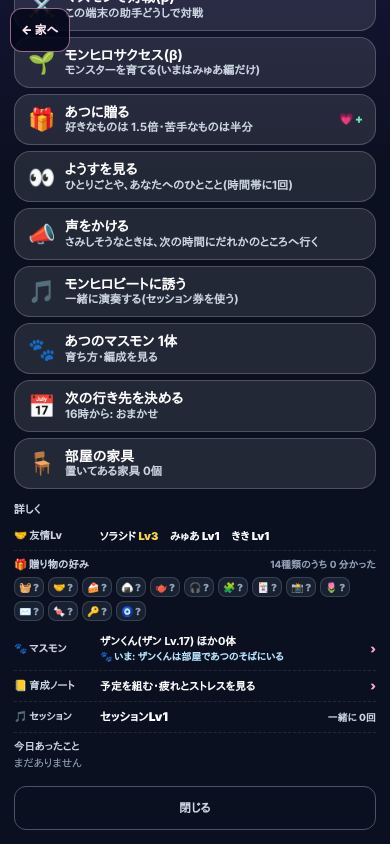 この端末の助手どうしで対戦
← 家へ
モンヒロサクセス(β)
モンスターを育てる(いまはみゅあ編だけ)
あつに贈る
好きなものは 1.5倍・苦手なものは半分
+
ようすを見る
ひとりごとや、あなたへのひとこと(時間帯に1回)
声をかける
さみしそうなときは、次の時間にだれかのところへ行く
モンヒロビートに誘う
一緒に演奏する(セッション券を使う)
あつのマスモン 1体
育ち方・編成を見る
JULY
17
次の行き先を決める
16時から: おまかせ
部屋の家具
置いてある家具 0個
詳しく
友情Lv ソラシド Lv3 みゅあ Lv1 きき Lv1
贈り物の好み 14種類のうち 0 分かった
? ? ? ? ? ? ? ? ? ?
? ? ? ?
マスモン ザンくん(ザン Lv.17) ほか0体 ›
いま: ザンくんは部屋であつのそばにいる
育成ノート 予定を組む・疲れとストレスを見る ›
セッション セッションLv1 一緒に 0回
今日あったこと
まだありません
閉じる